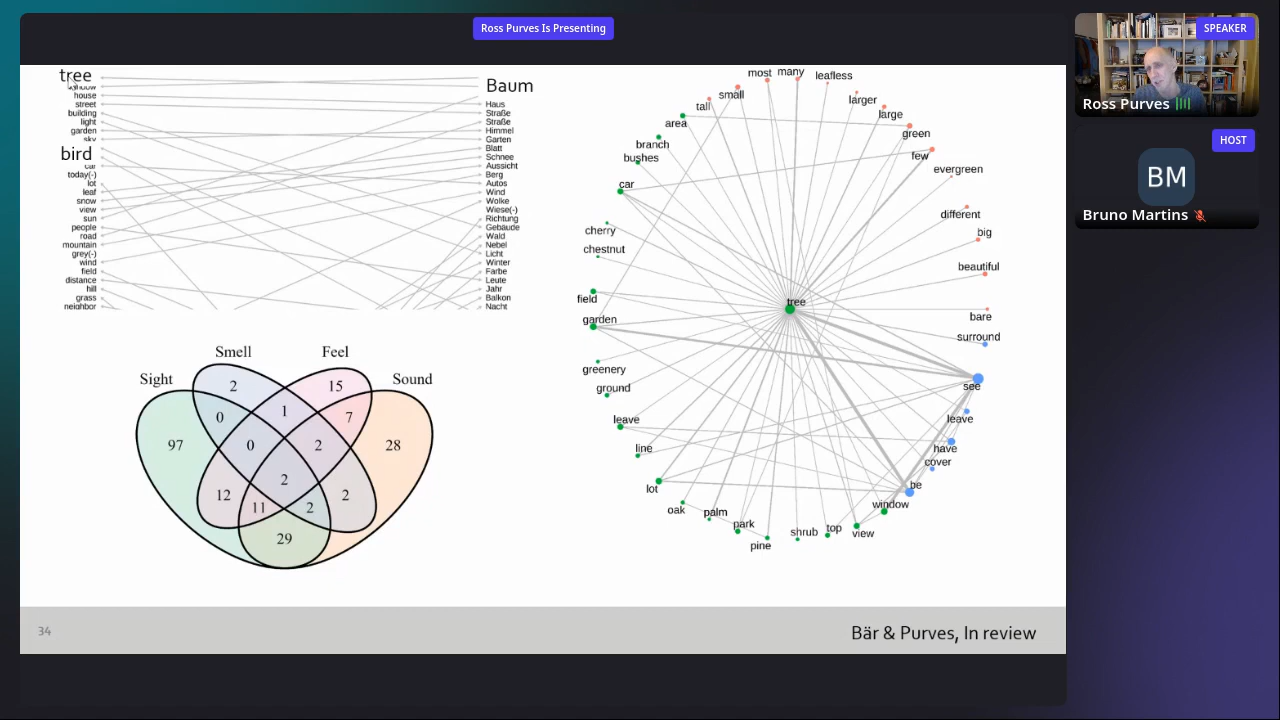 Ross Purves Is Presenting
SPEAKER
Ross Purves
HOST
BM
Bruno Martins
tree
window
house
street
building
light
garden
sky
bird
car
today(-)
lot
leaf
snow
view
sun
people
road
mountain
grey(-)
wind
field
distance
hill
grass
neighbor
Baum
Haus
Straße
Straße
Himmel
Garten
Blatt
Schnee
Aussicht
Berg
Autos
Wind
Wolke
Wiese(-)
Richtung
Gebäude
Wald
Nebel
Licht
Winter
Farbe
Leute
Jahr
Balkon
Nacht
Smell
Feel
Sight
Sound
2
15
0
1
7
97
0
2
28
2
12
11
2
2
29
most
many
leafless
small
larger
tall
large
area
green
branch
few
bushes
evergreen
car
different
cherry
big
chestnut
beautiful
field
tree
garden
bare
surround
greenery
see
ground
leave
leave
have
line
cover
lot
be
oak
palm
window
park
shrub
top
view
pine
34
Bär & Purves, In review